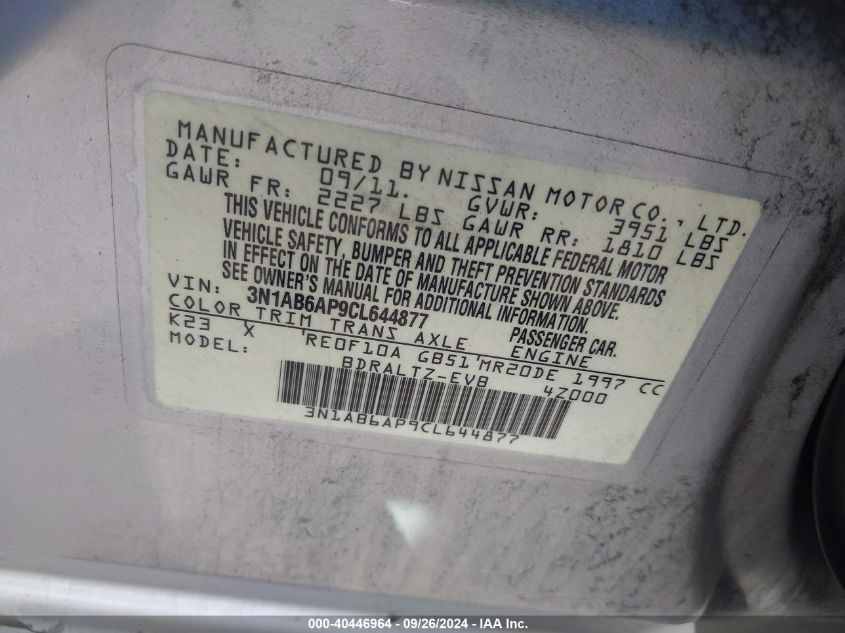 MANUFACTURED BY NISSAN MOTOR CO., LTD.
DATE: 09/11. GVWR: 3951 LBS
GAWR FR: 2227 LBS GAWR RR: 1810 LBS
THIS VEHICLE CONFORMS TO ALL APPLICABLE FEDERAL MOTOR
VEHICLE SAFETY, BUMPER AND THEFT PREVENTION STANDARDS
IN EFFECT ON THE DATE OF MANUFACTURE SHOWN ABOVE.
SEE OWNER'S MANUAL FOR ADDITIONAL INFORMATION.
VIN: 3N1AB6AP9CL644877 PASSENGER CAR.
COLOR TRIM TRANS AXLE ENGINE
K23 X RE0F10A GB51 MR20DE 1997 CC
MODEL: BDRALTZ-EVB 4Z000
3N1AB6AP9CL644877
000-40446964 - 09/26/2024 - IAA Inc.